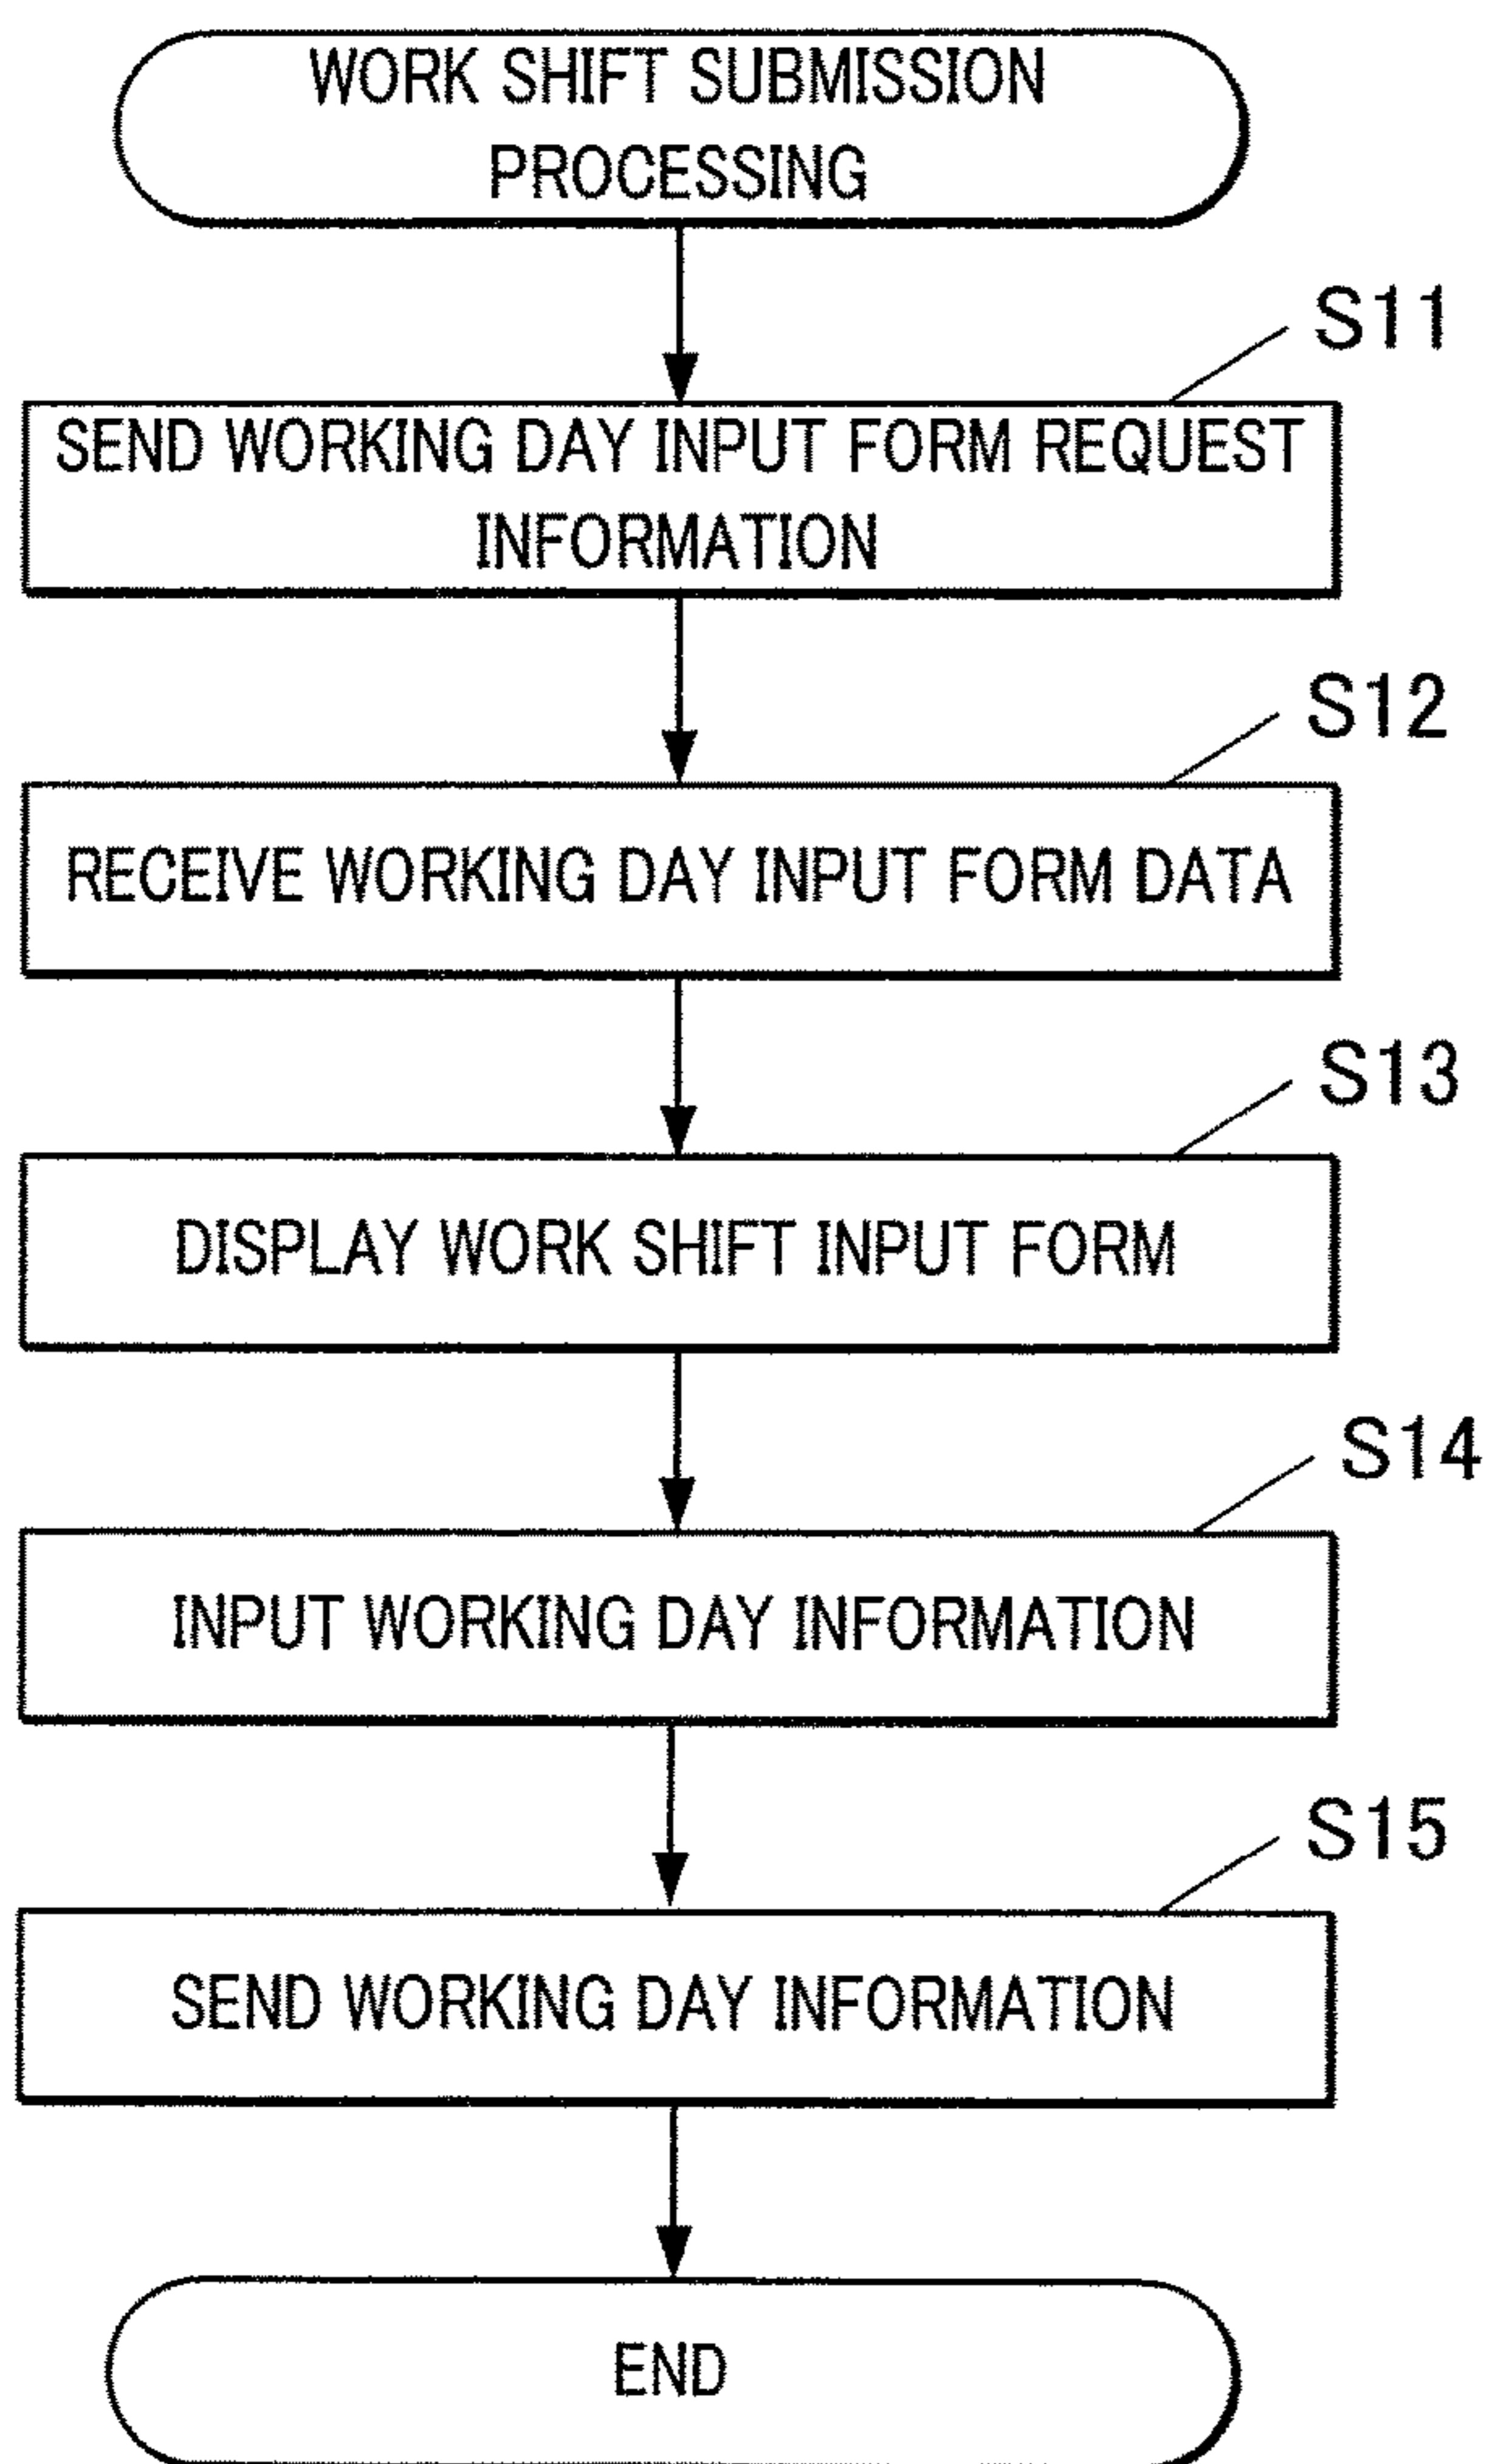 WORK SHIFT SUBMISSION
PROCESSING
S11
SEND WORKING DAY INPUT FORM REQUEST
INFORMATION
S12
RECEIVE WORKING DAY INPUT FORM DATA
S13
DISPLAY WORK SHIFT INPUT FORM
S14
INPUT WORKING DAY INFORMATION
S15
SEND WORKING DAY INFORMATION
END